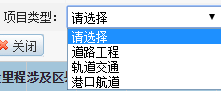 项目类型： 请选择
请选择
关闭 道路工程
轨道交通
里程涉及区 港口航道